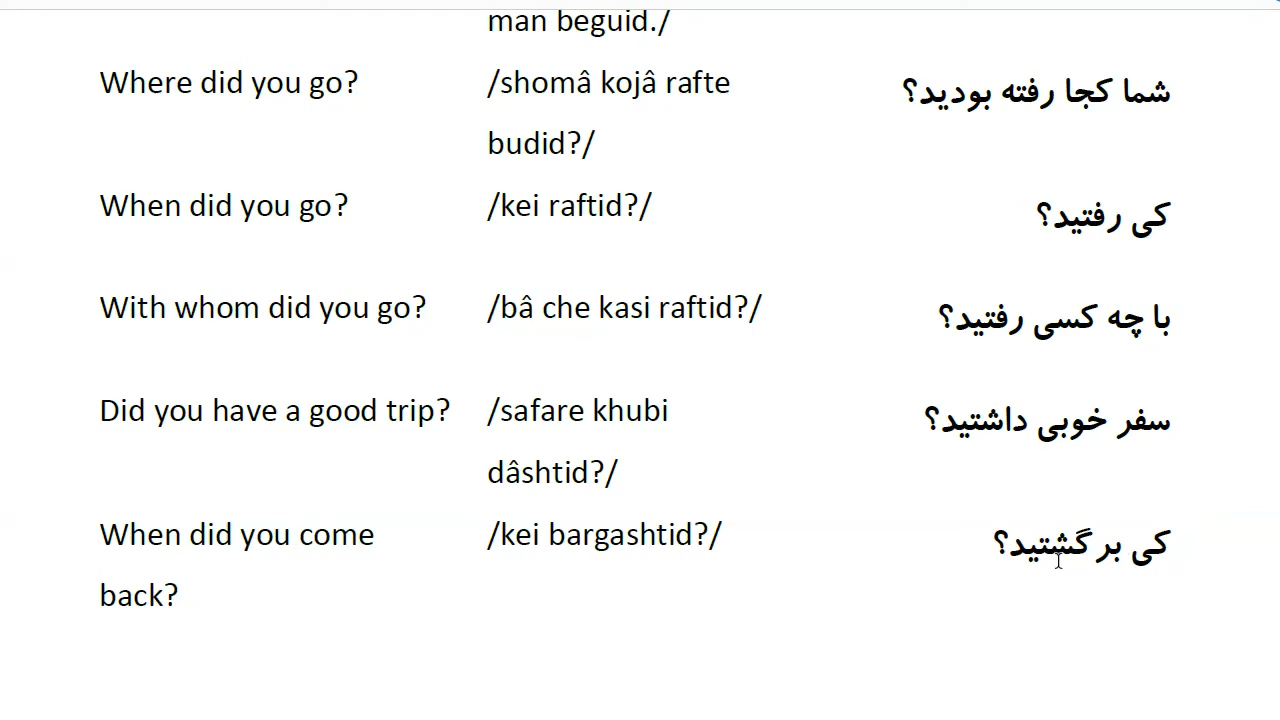 man beguid./
Where did you go? /shomâ kojâ rafte شما کجا رفته بودید؟
budid?/
When did you go? /kei raftid?/ کی رفتید؟
With whom did you go? /bâ che kasi raftid?/ با چه کسی رفتید؟
Did you have a good trip? /safare khubi سفر خوبی داشتید؟
dâshtid?/
When did you come /kei bargashtid?/ کی بر گشتید؟
back?